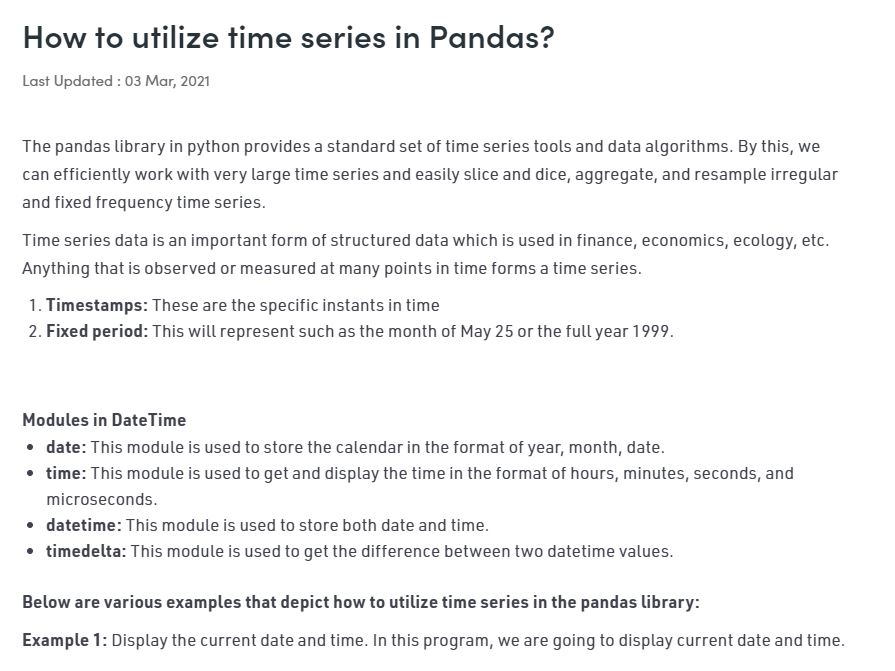 How to utilize time series in Pandas?
Last Updated : 03 Mar, 2021
The pandas library in python provides a standard set of time series tools and data algorithms. By this, we
can efficiently work with very large time series and easily slice and dice, aggregate, and resample irregular
and fixed frequency time series.
Time series data is an important form of structured data which is used in finance, economics, ecology, etc.
Anything that is observed or measured at many points in time forms a time series.
1. Timestamps: These are the specific instants in time
2. Fixed period: This will represent such as the month of May 25 or the full year 1999.
Modules in DateTime
• date: This module is used to store the calendar in the format of year, month, date.
• time: This module is used to get and display the time in the format of hours, minutes, seconds, and
microseconds.
• datetime: This module is used to store both date and time.
• timedelta: This module is used to get the difference between two datetime values.
Below are various examples that depict how to utilize time series in the pandas library:
Example 1: Display the current date and time. In this program, we are going to display current date and time.